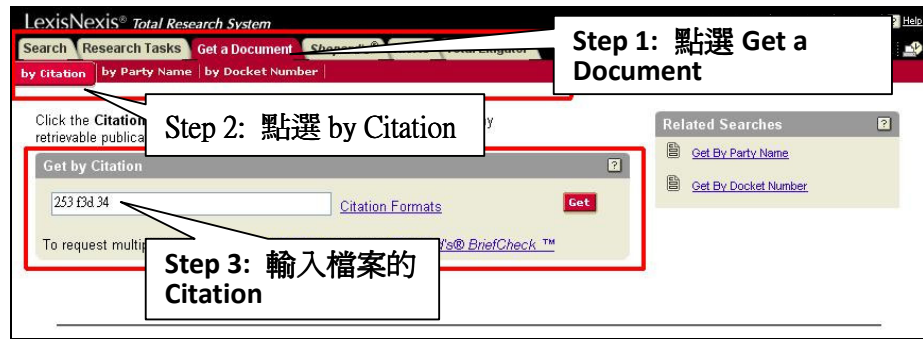 LexisNexis® Total Research System
Help
Search Research Tasks Get a Document Shepard's®
Step 1: 點選 Get a
Document
by Citation by Party Name by Docket Number
Click the Citation
retrievable publica
y
Step 2: 點選 by Citation
Related Searches
Get By Party Name
Get By Docket Number
Get by Citation
253 f3d 34
Citation Formats
Get
To request multip
's® BriefCheck ™
Step 3: 輸入檔案的
Citation